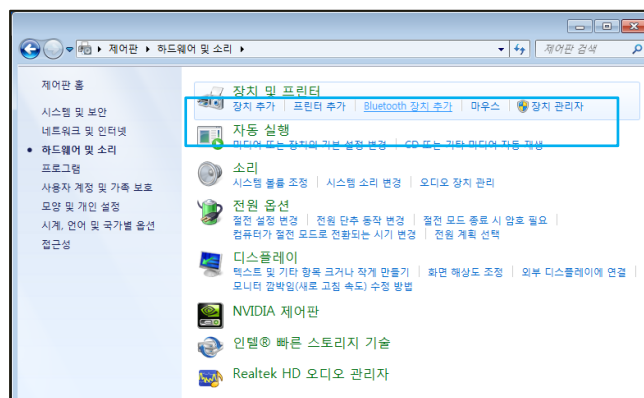 제어판 ▸ 하드웨어 및 소리 ▸
제어판 검색
제어판 홈
시스템 및 보안
네트워크 및 인터넷
하드웨어 및 소리
프로그램
사용자 계정 및 가족 보호
모양 및 개인 설정
시계, 언어 및 국가별 옵션
접근성
장치 및 프린터
장치 추가 | 프린터 추가 | Bluetooth 장치 추가 | 마우스 | 장치 관리자
자동 실행
미디어 또는 장치의 기본 설정 변경 | CD 또는 기타 미디어 자동 재생
소리
시스템 볼륨 조정 | 시스템 소리 변경 | 오디오 장치 관리
전원 옵션
절전 설정 변경 | 전원 단추 동작 변경 | 절전 모드 종료 시 암호 필요 |
컴퓨터가 절전 모드로 전환되는 시기 변경 | 전원 계획 선택
디스플레이
텍스트 및 기타 항목 크거나 작게 만들기 | 화면 해상도 조정 | 외부 디스플레이에 연결 |
모니터 깜박임(새로 고침 속도) 수정 방법
NVIDIA 제어판
인텔® 빠른 스토리지 기술
Realtek HD 오디오 관리자